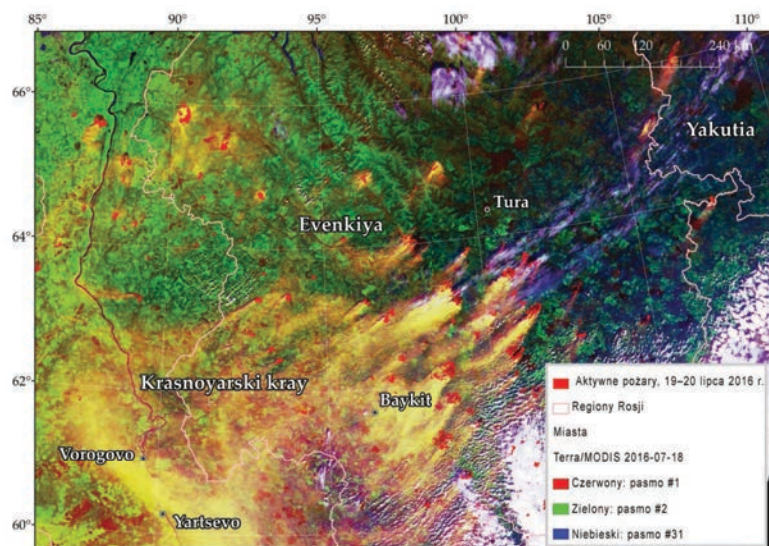 85° 90° 95° 100° 105° 110°
0 60 120 240 km
66°
Yakutia
Tura
Evenkiya
64°
62°
Krasnoyarski kray
Baykit
Vorogovo
Yartsevo
60°
Aktywne pożary, 19–20 lipca 2016 r.
Regiony Rosji
Miasta
Terra/MODIS 2016-07-18
Czerwony: pasmo #1
Zielony: pasmo #2
Niebieski: pasmo #31